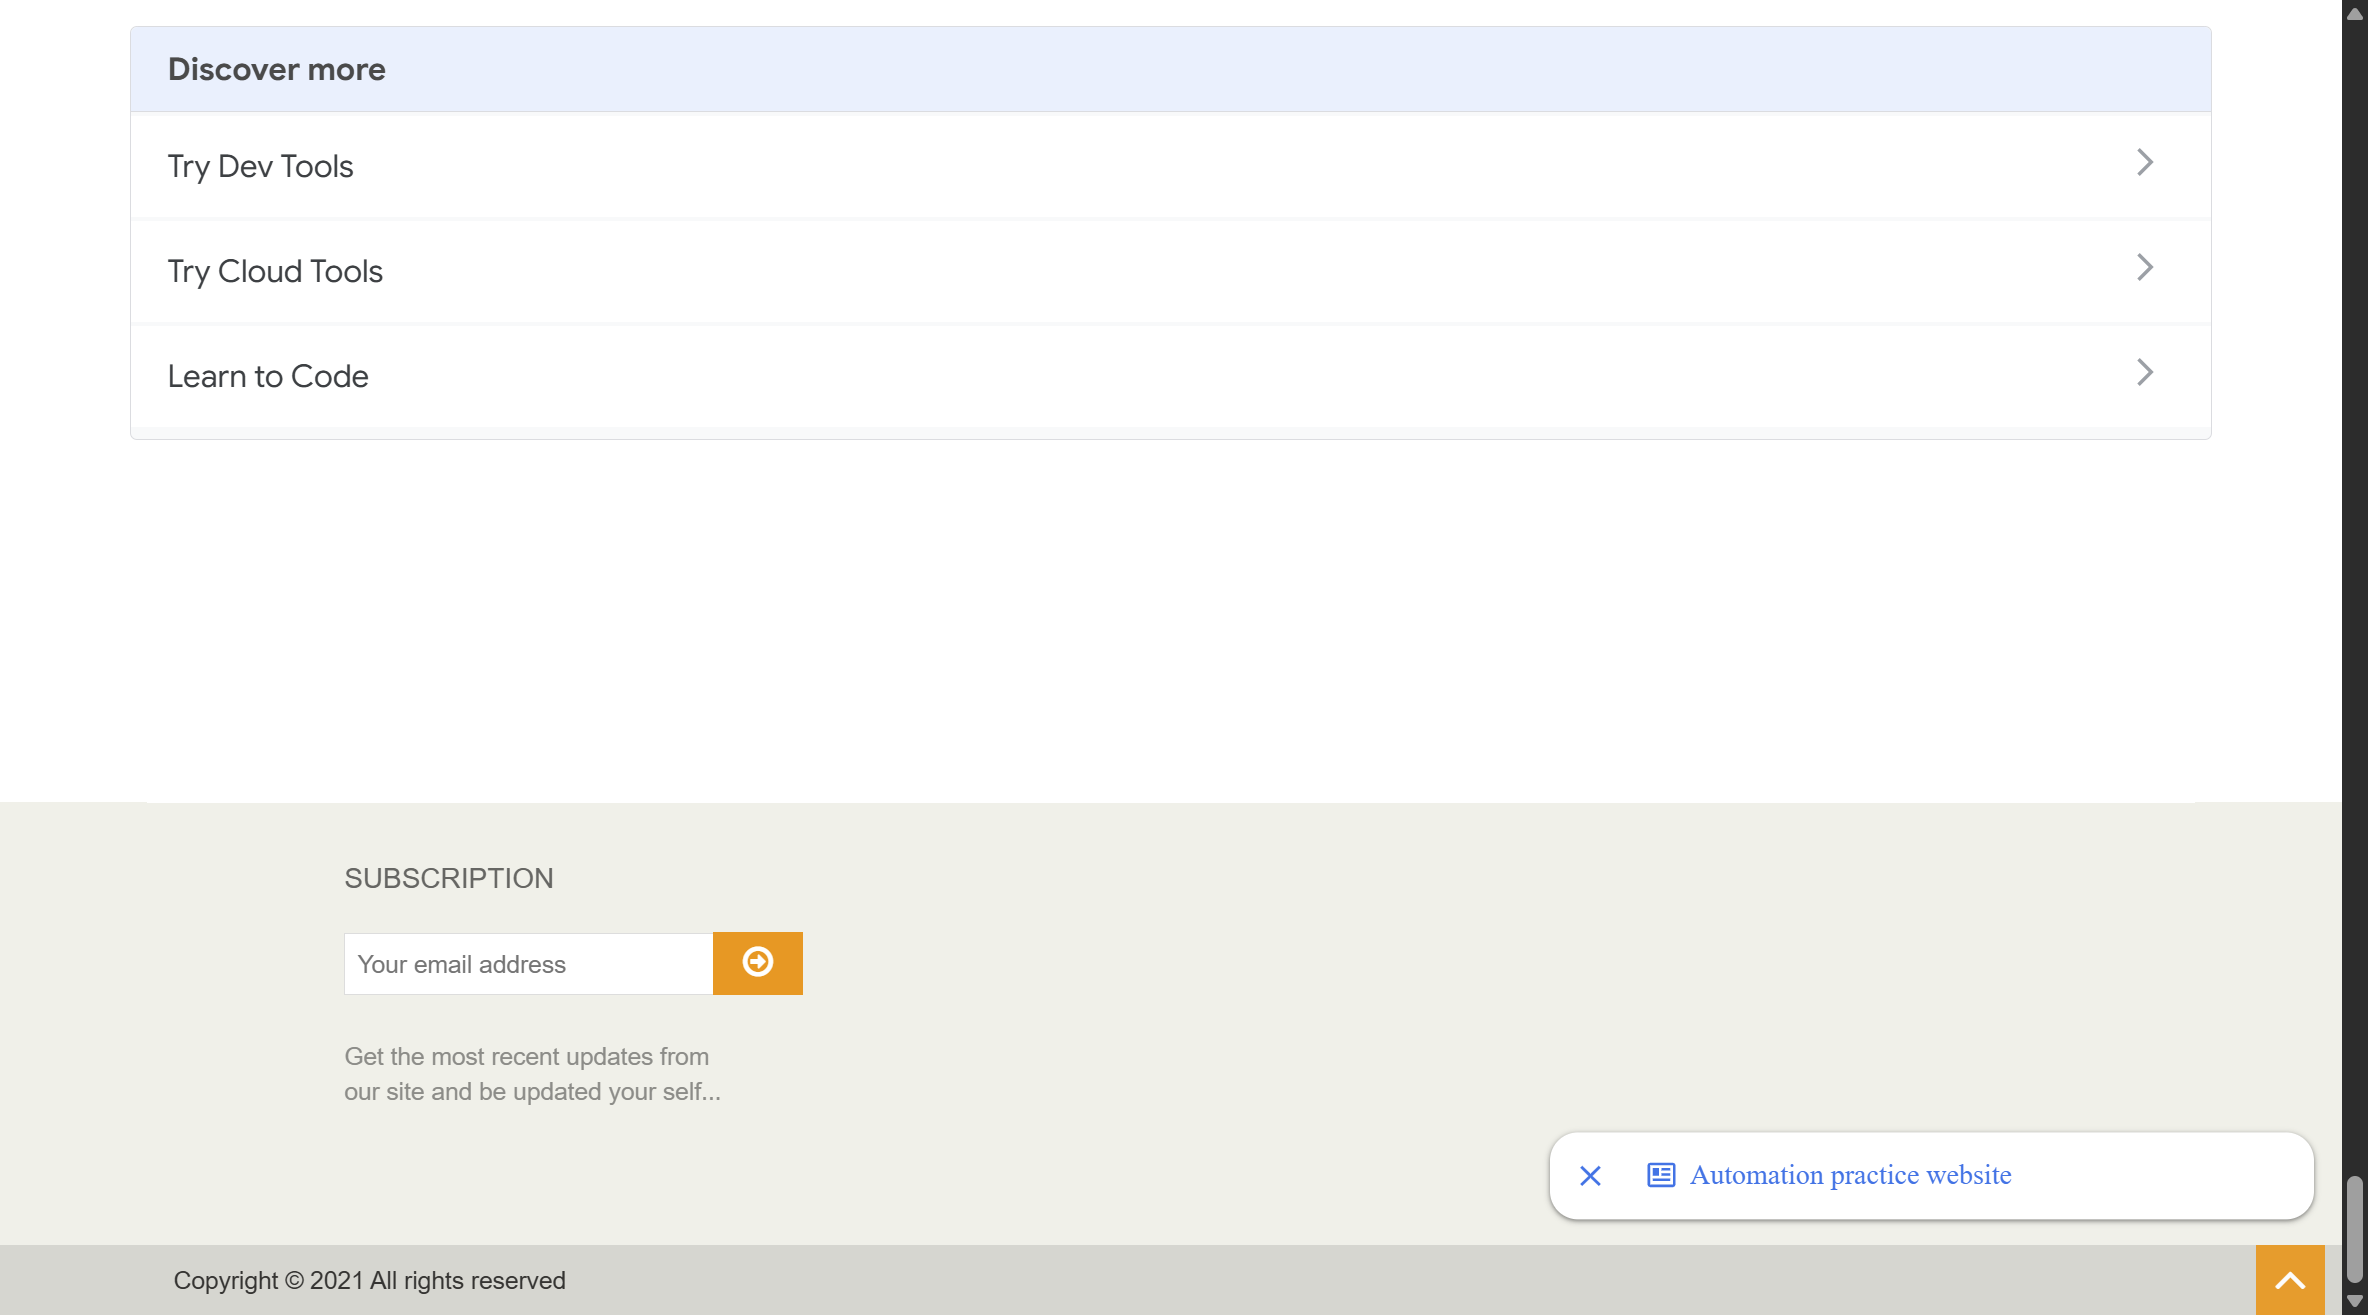 Discover more
Try Dev Tools
Try Cloud Tools
Learn to Code
SUBSCRIPTION
Your email address
Get the most recent updates from
our site and be updated your self...
Automation practice website
Copyright © 2021 All rights reserved